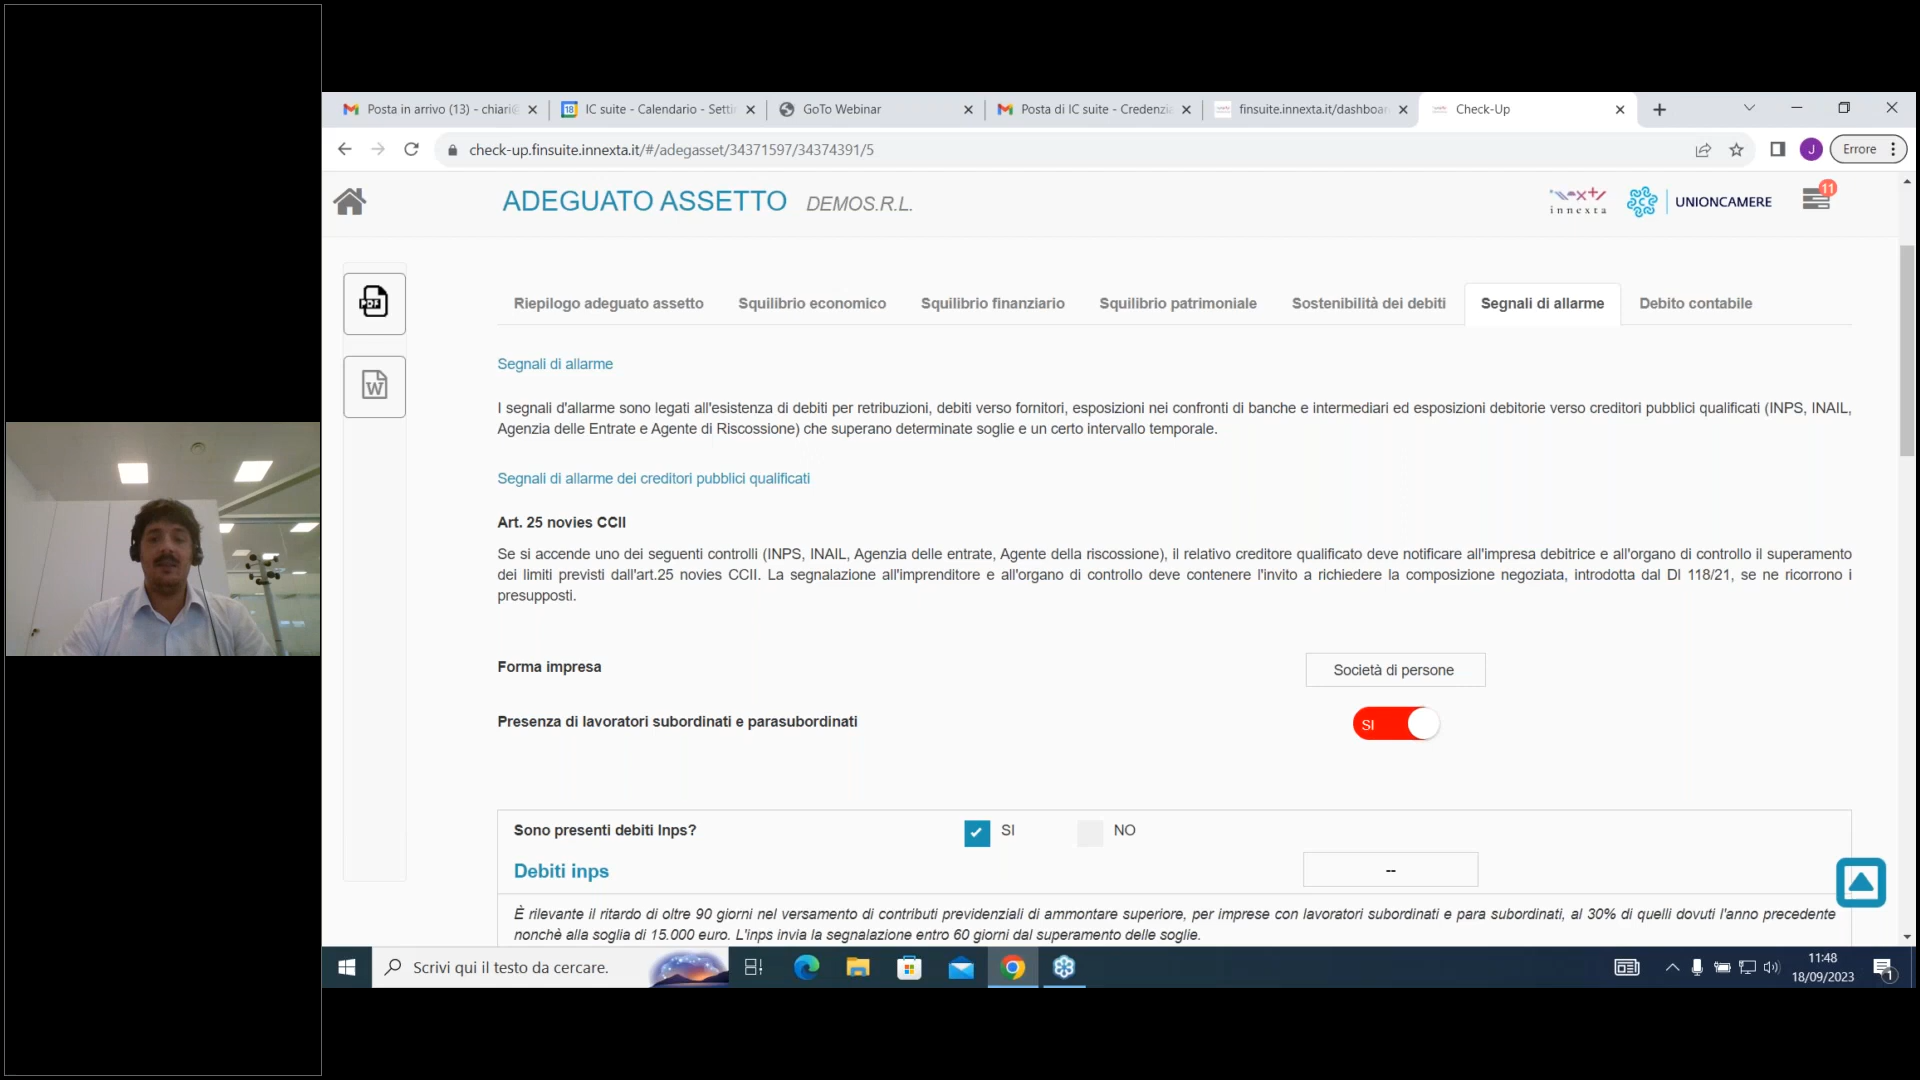 Posta in arrivo (13) - chiari@
IC suite - Calendario - Setti
GoTo Webinar
Posta di IC suite - Credenzia
finsuite.innexta.it/dashboar
Check-Up
check-up.finsuite.innexta.it/#/adegasset/34371597/34374391/5
J
Errore
ADEGUATO ASSETTO DEMOS.R.L.
innexta
UNIONCAMERE
11
PDF
W
Riepilogo adeguato assetto
Squilibrio economico
Squilibrio finanziario
Squilibrio patrimoniale
Sostenibilità dei debiti
Segnali di allarme
Debito contabile
Segnali di allarme
I segnali d'allarme sono legati all'esistenza di debiti per retribuzioni, debiti verso fornitori, esposizioni nei confronti di banche e intermediari ed esposizioni debitorie verso creditori pubblici qualificati (INPS, INAIL,
Agenzia delle Entrate e Agente di Riscossione) che superano determinate soglie e un certo intervallo temporale.
Segnali di allarme dei creditori pubblici qualificati
Art. 25 novies CCII
Se si accende uno dei seguenti controlli (INPS, INAIL, Agenzia delle entrate, Agente della riscossione), il relativo creditore qualificato deve notificare all'impresa debitrice e all'organo di controllo il superamento
dei limiti previsti dall'art.25 novies CCII. La segnalazione all'imprenditore e all'organo di controllo deve contenere l'invito a richiedere la composizione negoziata, introdotta dal Dl 118/21, se ne ricorrono i
presupposti.
Forma impresa
Società di persone
Presenza di lavoratori subordinati e parasubordinati
SI
Sono presenti debiti Inps?
SI
NO
Debiti inps
--
È rilevante il ritardo di oltre 90 giorni nel versamento di contributi previdenziali di ammontare superiore, per imprese con lavoratori subordinati e para subordinati, al 30% di quelli dovuti l'anno precedente
nonchè alla soglia di 15.000 euro. L'inps invia la segnalazione entro 60 giorni dal superamento delle soglie.
Scrivi qui il testo da cercare.
11:48
18/09/2023
1